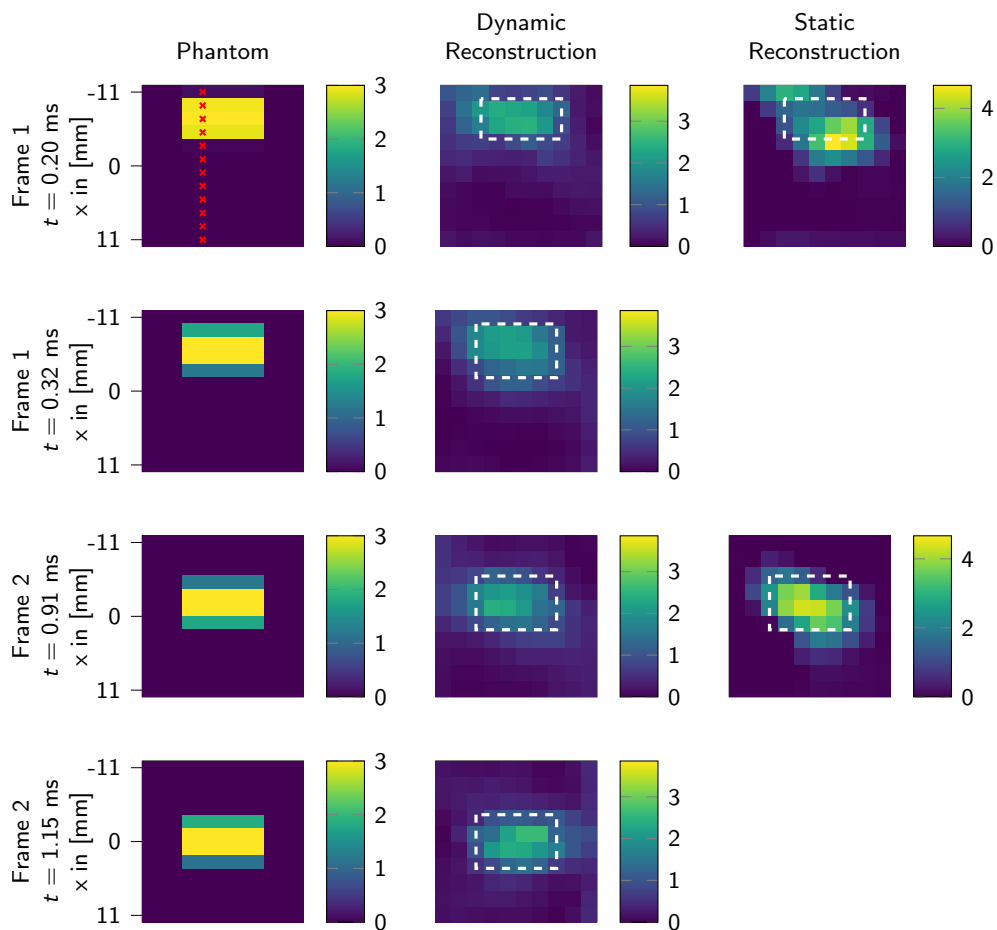 Phantom
Dynamic
Reconstruction
Static
Reconstruction
Frame 1
t = 0.20 ms
x in [mm]
-11
0
11
3
2
1
0
3
2
1
0
4
2
0
Frame 1
t = 0.32 ms
x in [mm]
-11
0
11
3
2
1
0
3
2
1
0
Frame 2
t = 0.91 ms
x in [mm]
-11
0
11
3
2
1
0
3
2
1
0
4
2
0
Frame 2
t = 1.15 ms
x in [mm]
-11
0
11
3
2
1
0
3
2
1
0